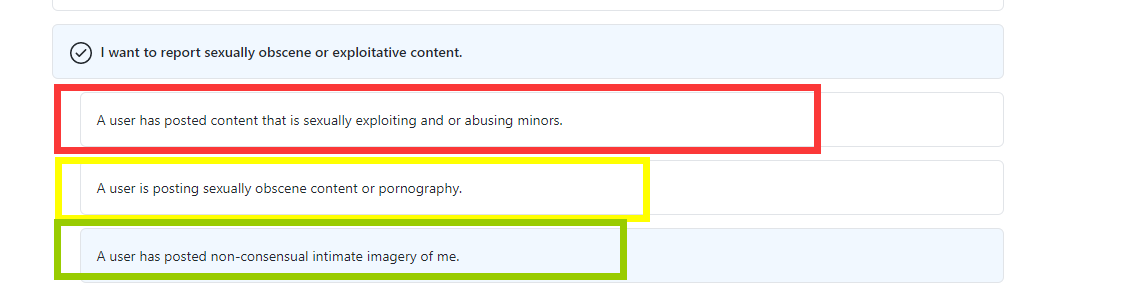 I want to report sexually obscene or exploitative content.
A user has posted content that is sexually exploiting and or abusing minors.
A user is posting sexually obscene content or pornography.
A user has posted non-consensual intimate imagery of me.